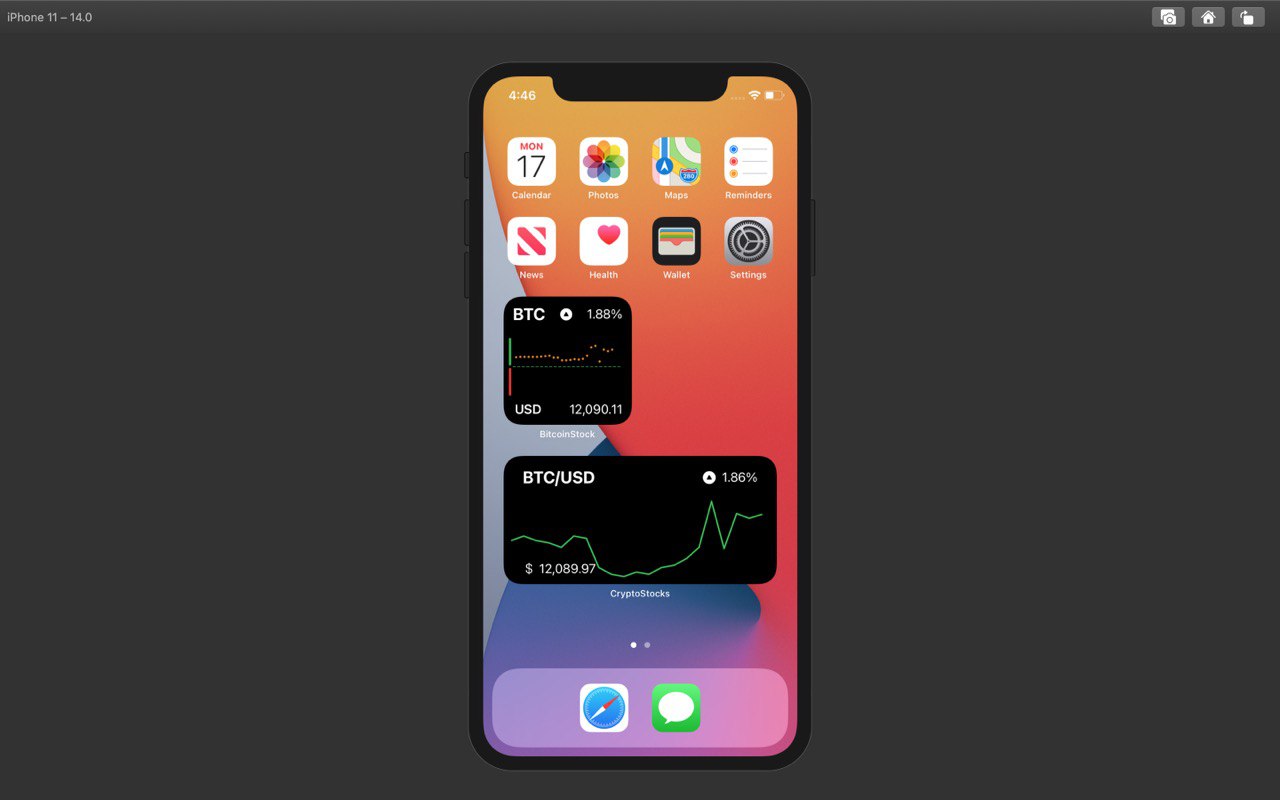 iPhone 11 – 14.0
4:46
MON
17
280
Calendar Photos Maps Reminders
News Health Wallet Settings
BTC 1.88%
USD 12,090.11
BitcoinStock
BTC/USD 1.86%
$ 12,089.97
CryptoStocks